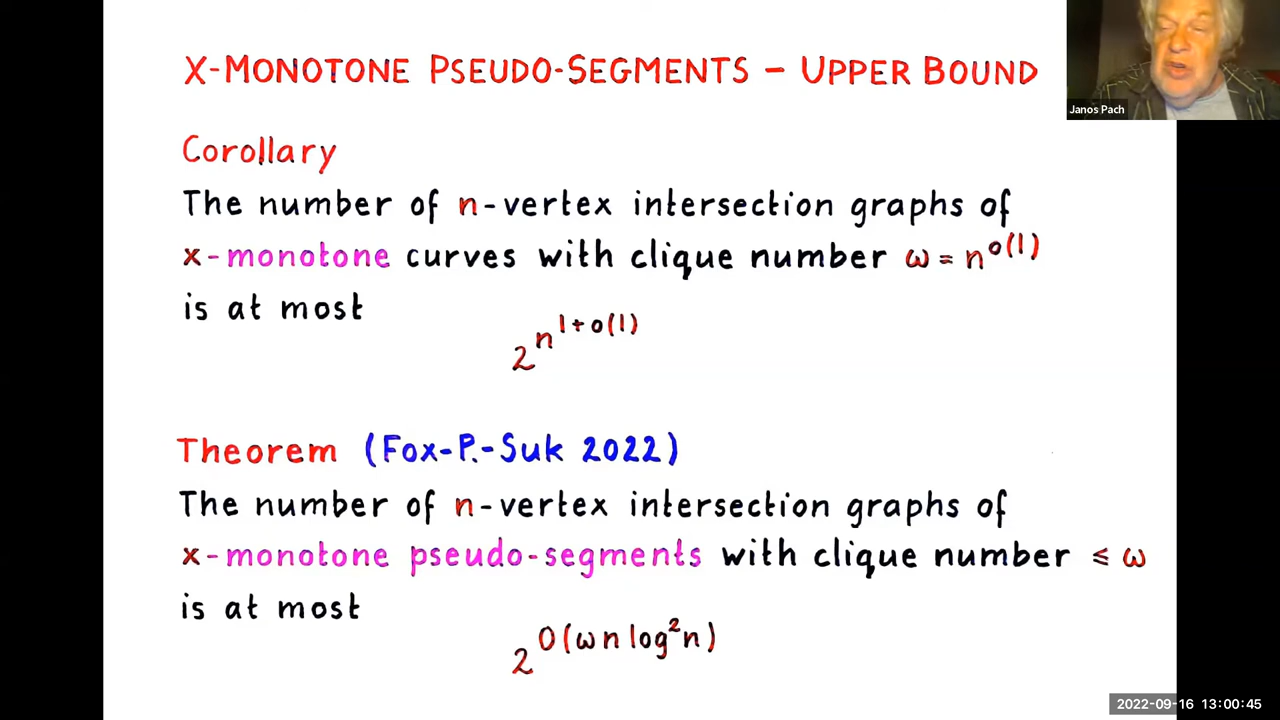 X-MONOTONE PSEUDO-SEGMENTS – UPPER BOUND
Janos Pach
Corollary
The number of n-vertex intersection graphs of
x-monotone curves with clique number ω = n^{o(1)}
is at most
2^{n^{1+o(1)}}
Theorem (Fox-P.-Suk 2022)
The number of n-vertex intersection graphs of
x-monotone pseudo-segments with clique number ≤ ω
is at most
2^{O(ωn log²n)}
2022-09-16 13:00:45